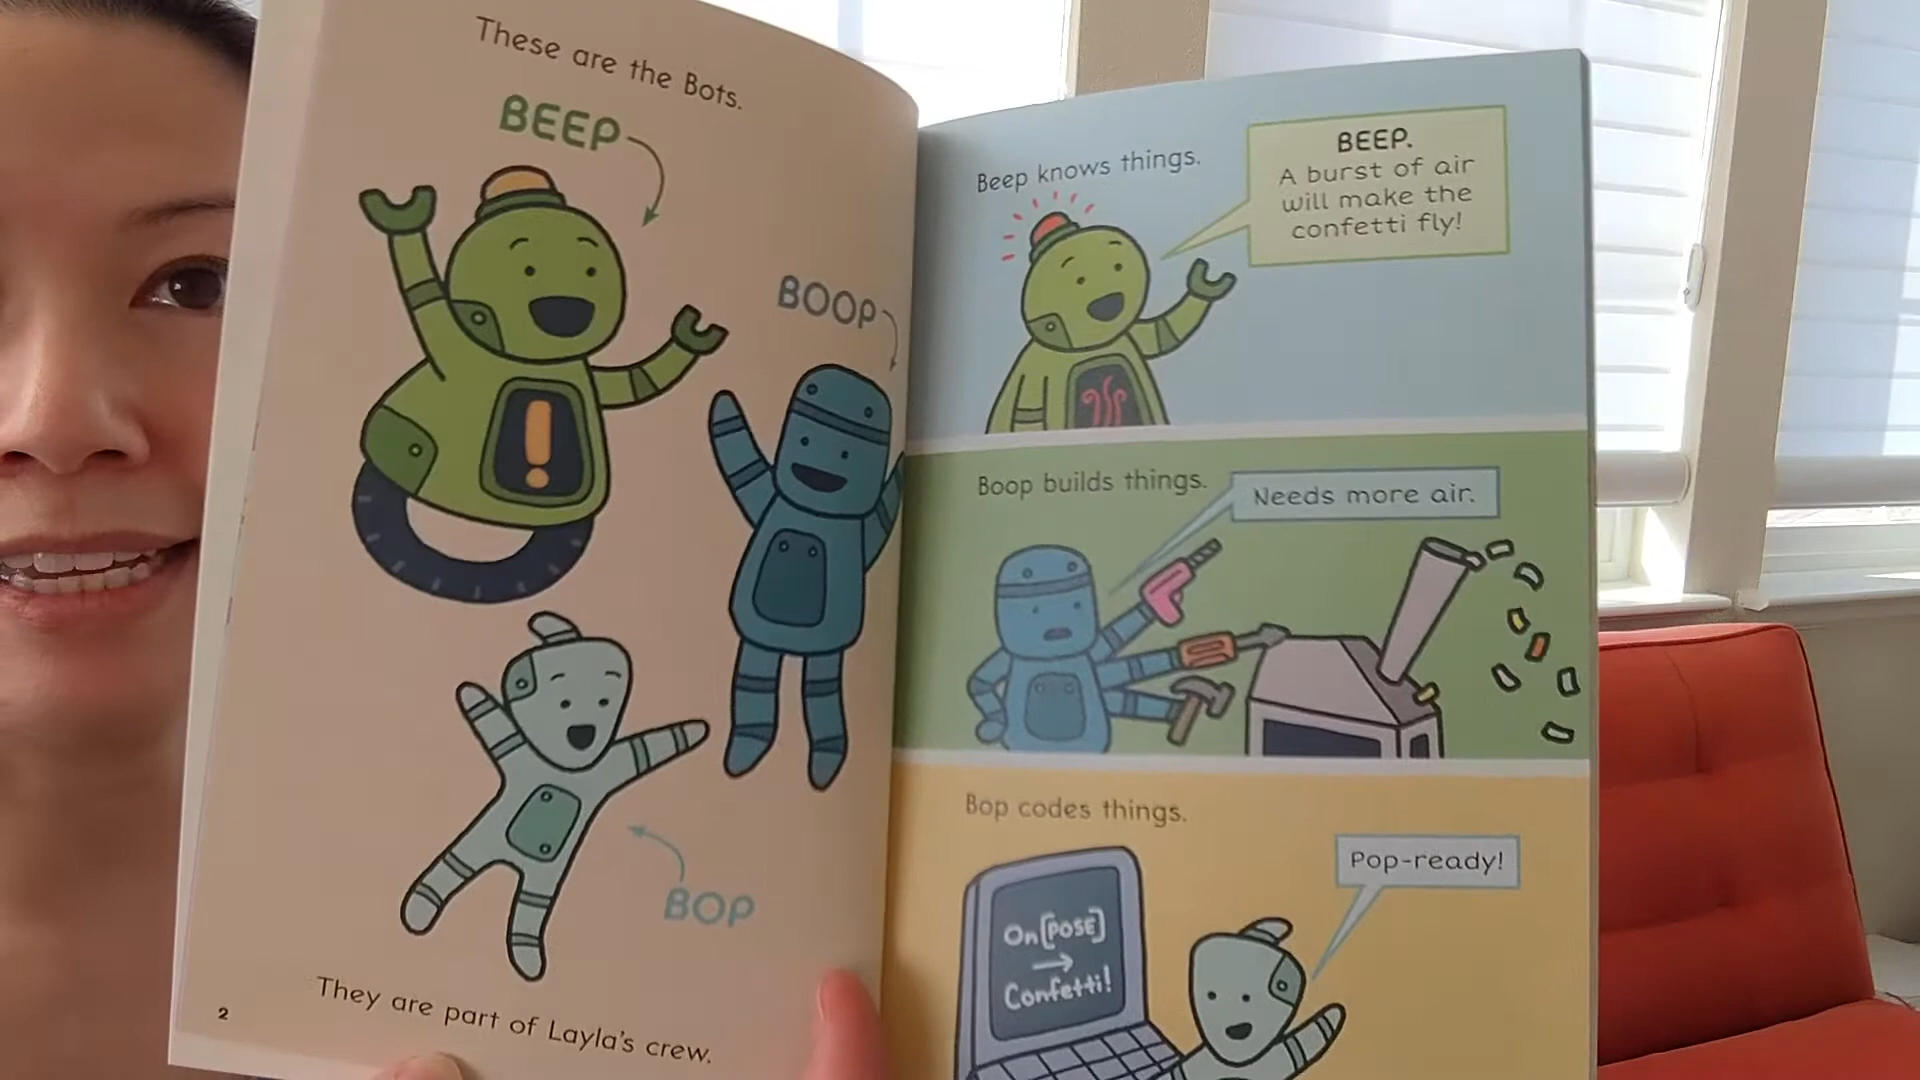 These are the Bots.
BEEP
BOOP
BOP
They are part of Layla's crew.
2
Beep knows things.
BEEP.
A burst of air
will make the
confetti fly!
Boop builds things.
Needs more air.
Bop codes things.
Pop-ready!
On[POSE]
→
Confetti!